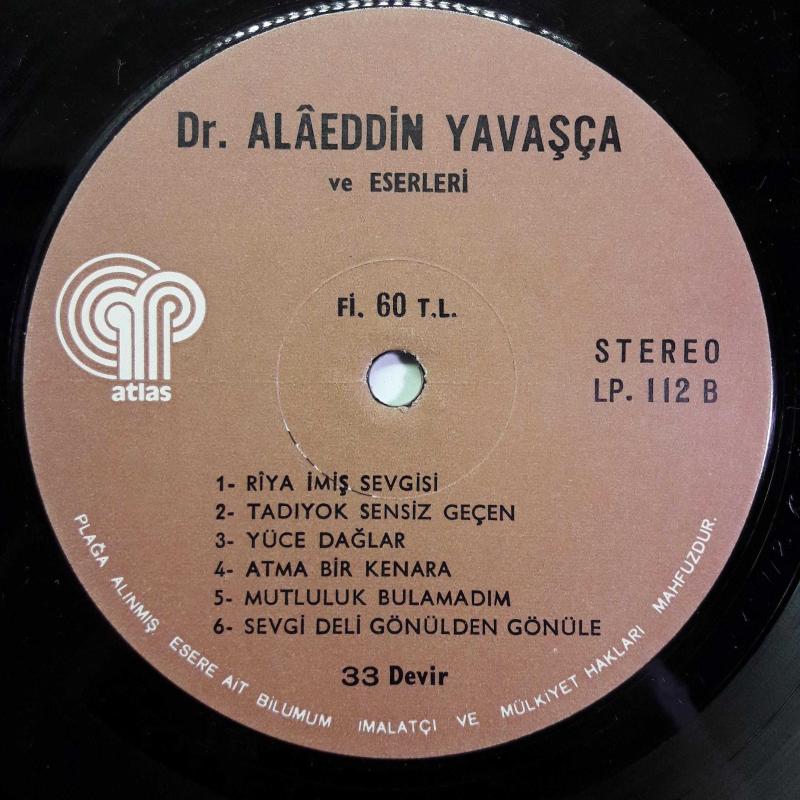 Dr. ALÂEDDİN YAVAŞÇA
ve ESERLERİ
Fİ. 60 T.L.
atlas
STEREO
LP. 112 B
1- RÎYA İMİŞ SEVGİSİ
2- TADIYOK SENSİZ GEÇEN
3- YÜCE DAĞLAR
4- ATMA BİR KENARA
5- MUTLULUK BULAMADIM
6- SEVGİ DELİ GÖNÜLDEN GÖNÜLE
33 Devir
PLAĞA ALINMIŞ ESERE AİT BİLUMUM İMALATÇI VE MÜLKİYET HAKLARI MAHFUZDUR.